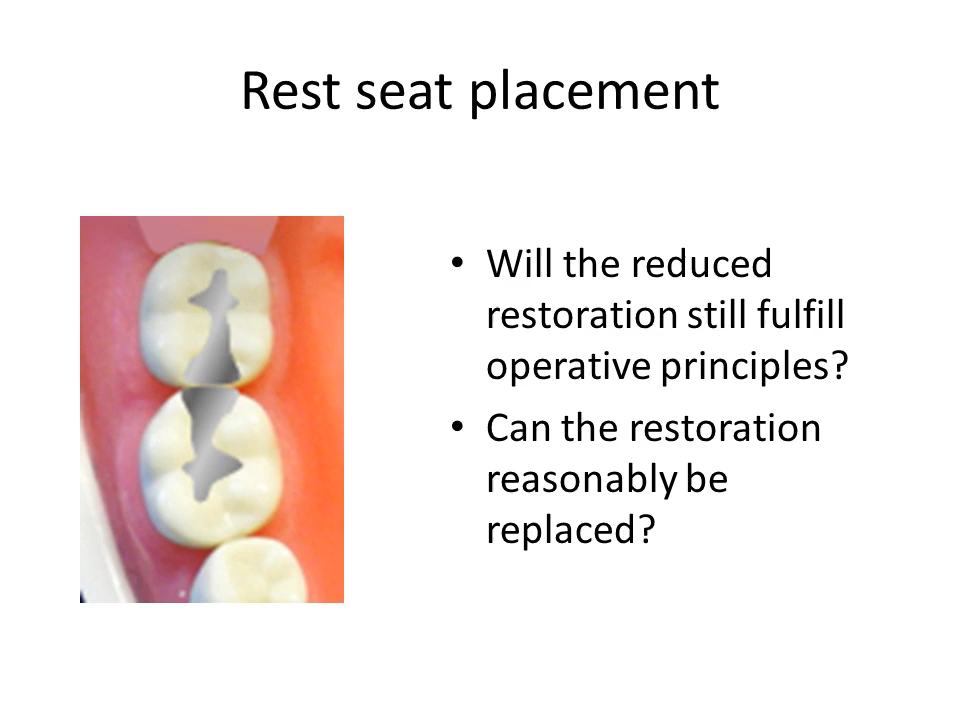 Rest seat placement
• Will the reduced
restoration still fulfill
operative principles?
• Can the restoration
reasonably be
replaced?